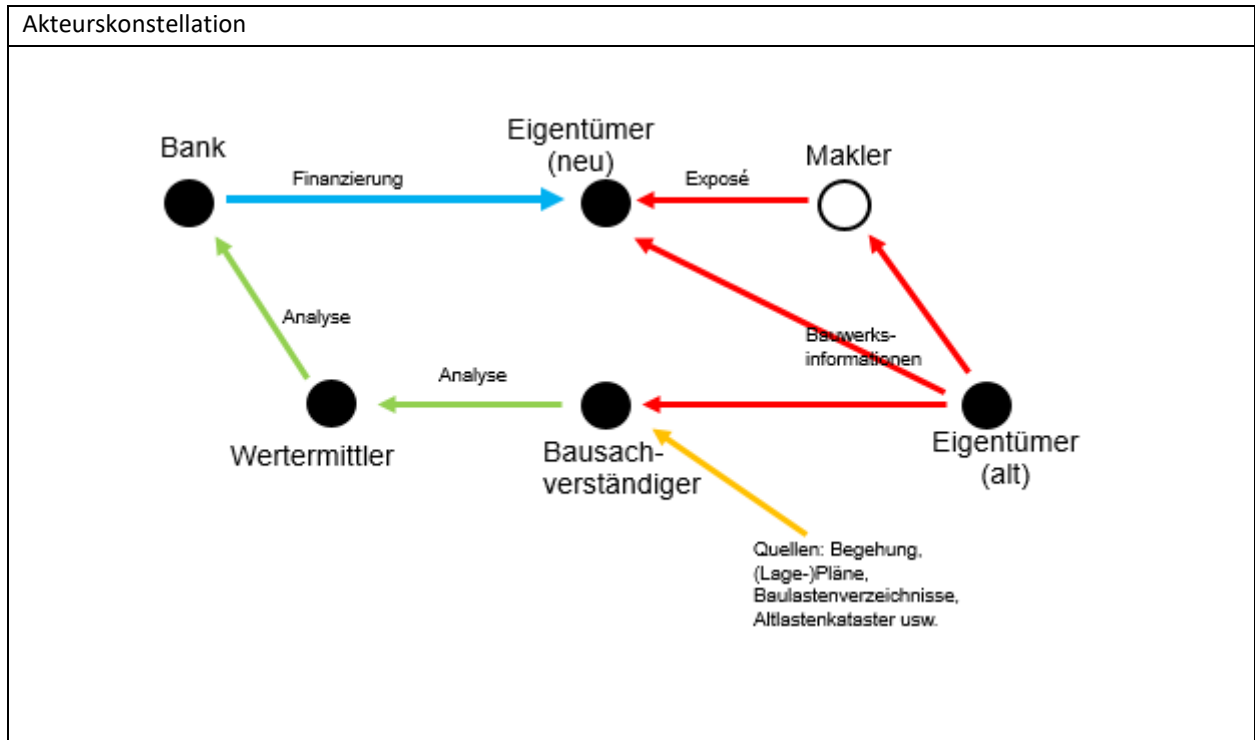 Akteurskonstellation
Bank
Finanzierung
Eigentümer
(neu)
Exposé
Makler
Analyse
Analyse
Bauwerks-
informationen
Wertermittler
Bausach-
verständiger
Eigentümer
(alt)
Quellen: Begehung,
(Lage-)Pläne,
Baulastenverzeichnisse,
Altlastenkataster usw.